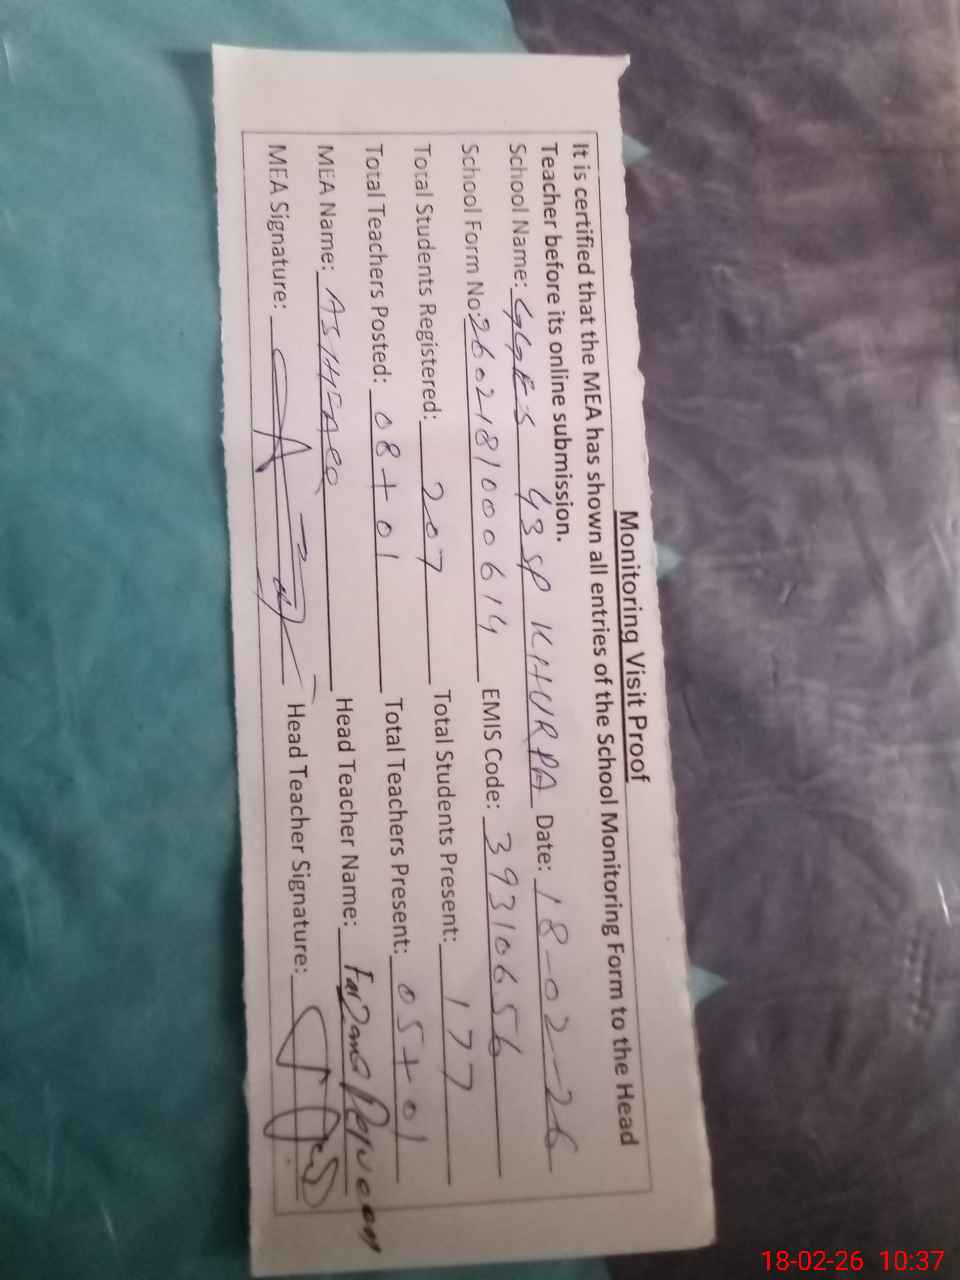 Monitoring Visit Proof
It is certified that the MEA has shown all entries of the School Monitoring Form to the Head
Teacher before its online submission.
School Name: GGES 43 SP KHURPA Date: 18-02-26
School Form No: 2602181000614 EMIS Code: 39310656
Total Students Registered: 207 Total Students Present: 177
Total Teachers Posted: 08+01 Total Teachers Present: 05+01
MEA Name: Head Teacher Name: Farzana Perveen
MEA Signature: Head Teacher Signature:
18-02-26 10:37